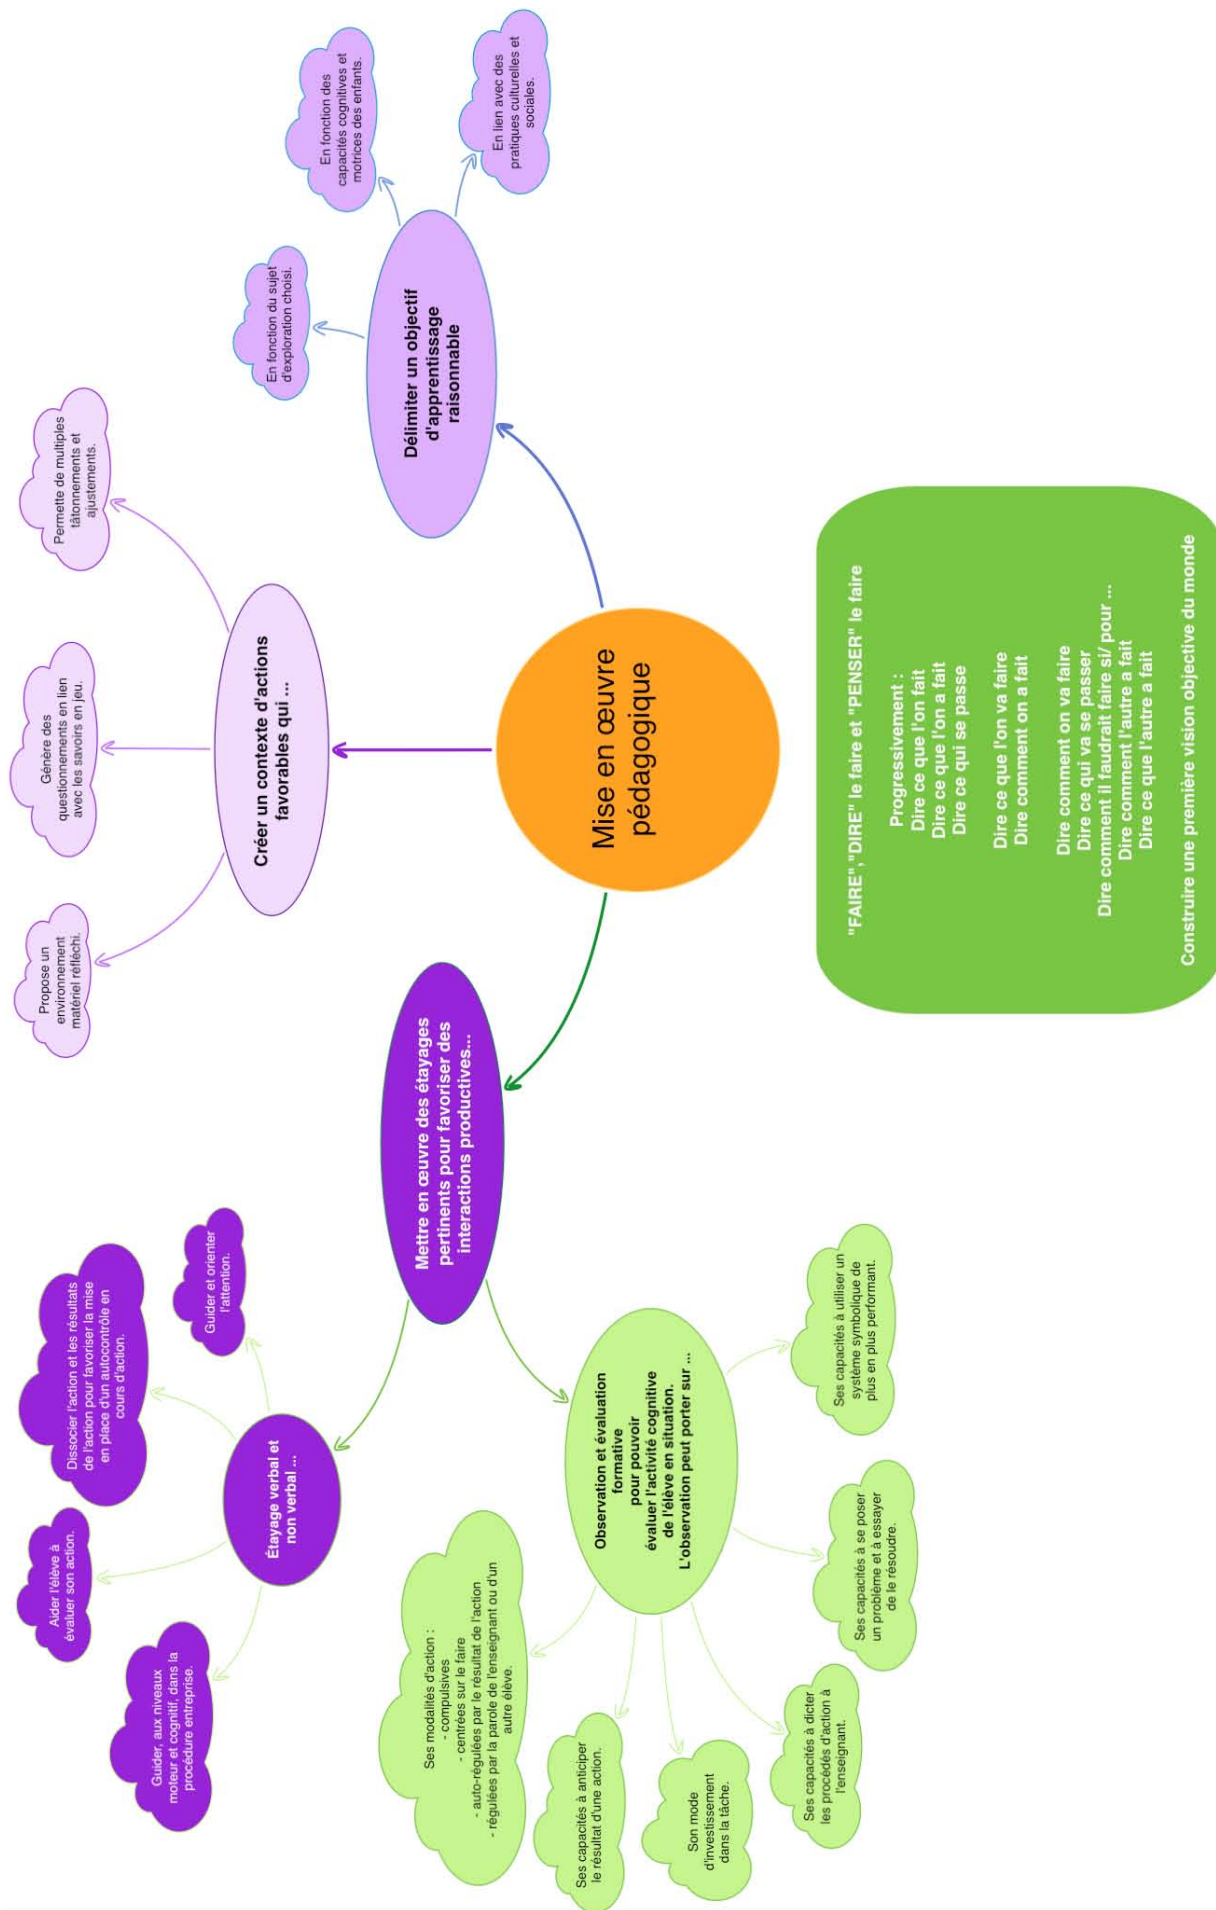 Mise en œuvre
pédagogique
Mettre en œuvre des étayages
pertinents pour favoriser des
interactions productives...
Étayage verbal et
non verbal ...
Guider, aux niveaux
moteur et cognitif, dans la
procédure entreprise.
Aider l'élève à
évaluer son action.
Dissocier l'action et les résultats
de l'action pour favoriser la mise
en place d'un autocontrôle en
cours d'action.
Guider et orienter
l'attention.
Observation et évaluation
formative
pour pouvoir
évaluer l'activité cognitive
de l'élève en situation.
L'observation peut porter sur ...
Ses modalités d'action :
- compulsives
- centrées sur le faire
- auto-régulées par le résultat de l'action
- régulées par la parole de l'enseignant ou d'un
autre élève.
Ses capacités à anticiper
le résultat d'une action.
Son mode
d'investissement
dans la tâche.
Ses capacités à dicter
les procédés d'action à
l'enseignant.
Ses capacités à se poser
un problème et à essayer
de le résoudre.
Ses capacités à utiliser un
système symbolique de
plus en plus performant.
Créer un contexte d'actions
favorables qui ...
Propose un
environnement
matériel réfléchi.
Génère des
questionnements en lien
avec les savoirs en jeu.
Permette de multiples
tâtonnements et
ajustements.
Délimiter un objectif
d'apprentissage
raisonnable
En fonction du sujet
d'exploration choisi.
En fonction des
capacités cognitives et
motrices des enfants.
En lien avec des
pratiques culturelles et
sociales.
"FAIRE","DIRE" le faire et "PENSER" le faire
Progressivement :
Dire ce que l'on fait
Dire ce que l'on a fait
Dire ce qui se passe
Dire ce que l'on va faire
Dire comment on a fait
Dire comment on va faire
Dire ce qui va se passer
Dire comment il faudrait faire si/ pour ...
Dire comment l'autre a fait
Dire ce que l'autre a fait
Construire une première vision objective du monde